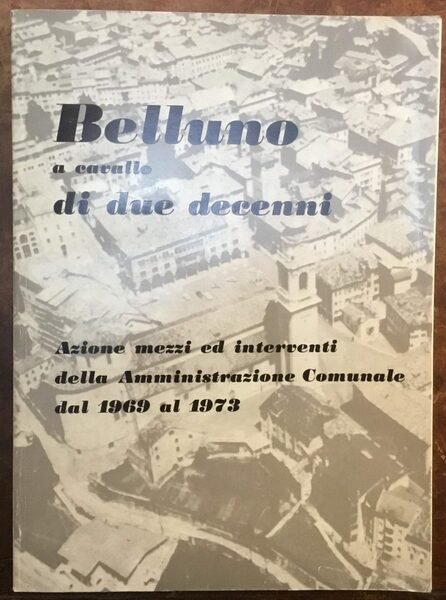 Belluno
a cavallo
di due decenni
Azione mezzi ed interventi
della Amministrazione Comunale
dal 1969 al 1973